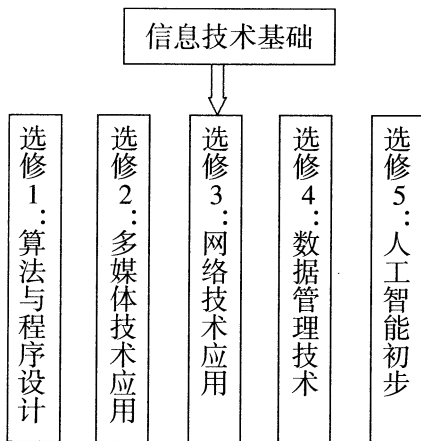 信息技术基础
选修1：算法与程序设计
选修2：多媒体技术应用
选修3：网络技术应用
选修4：数据管理技术
选修5：人工智能初步